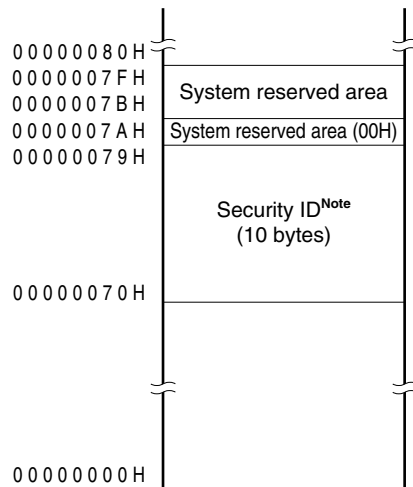 00000080H
0000007FH
0000007BH
System reserved area
0000007AH
System reserved area (00H)
00000079H
Security IDNote
(10 bytes)
00000070H
00000000H